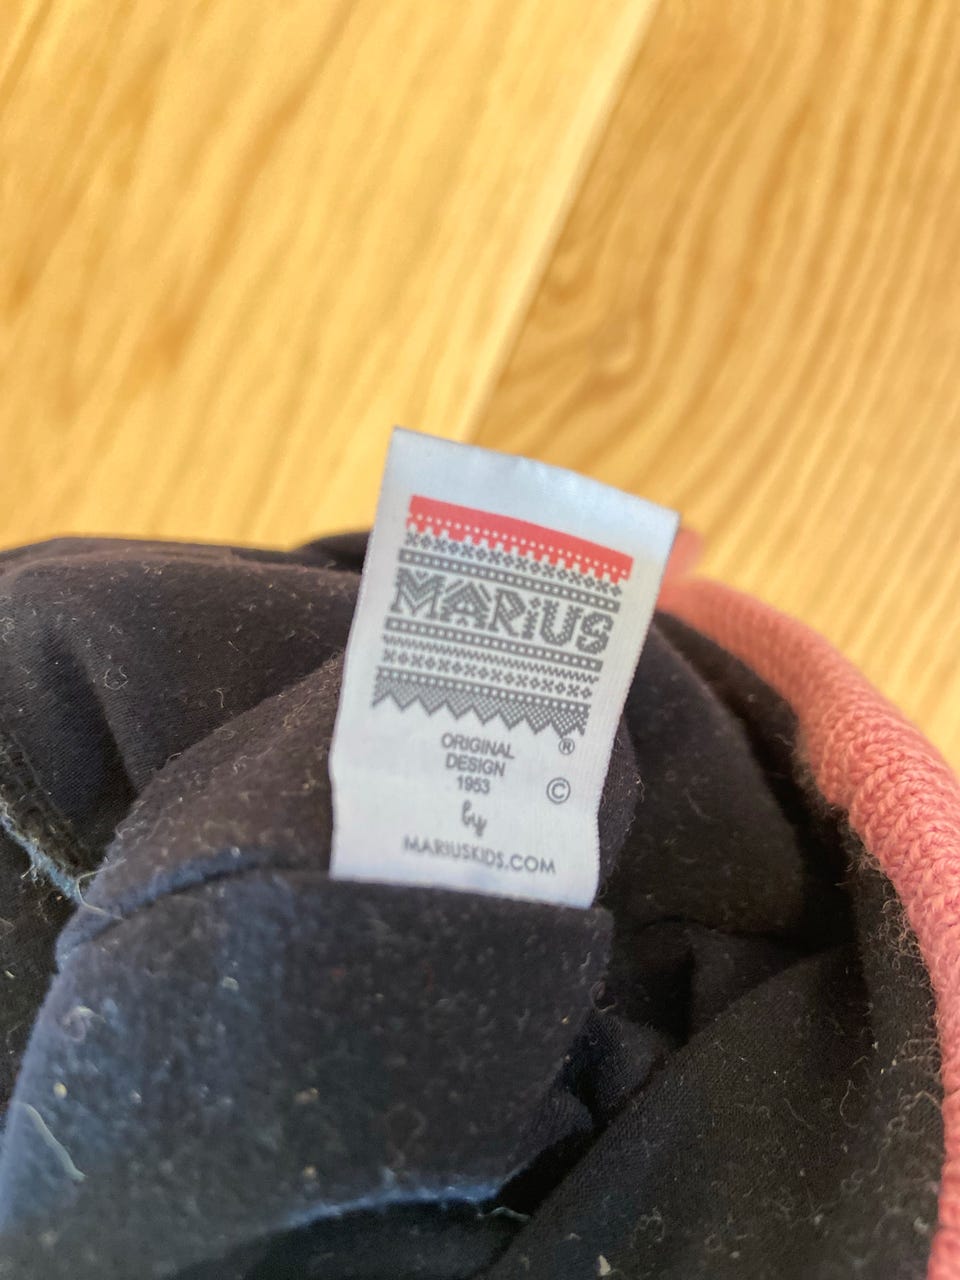 MARiUS
®
ORIGINAL
DESIGN
1953
©
by
MARIUSKIDS.COM